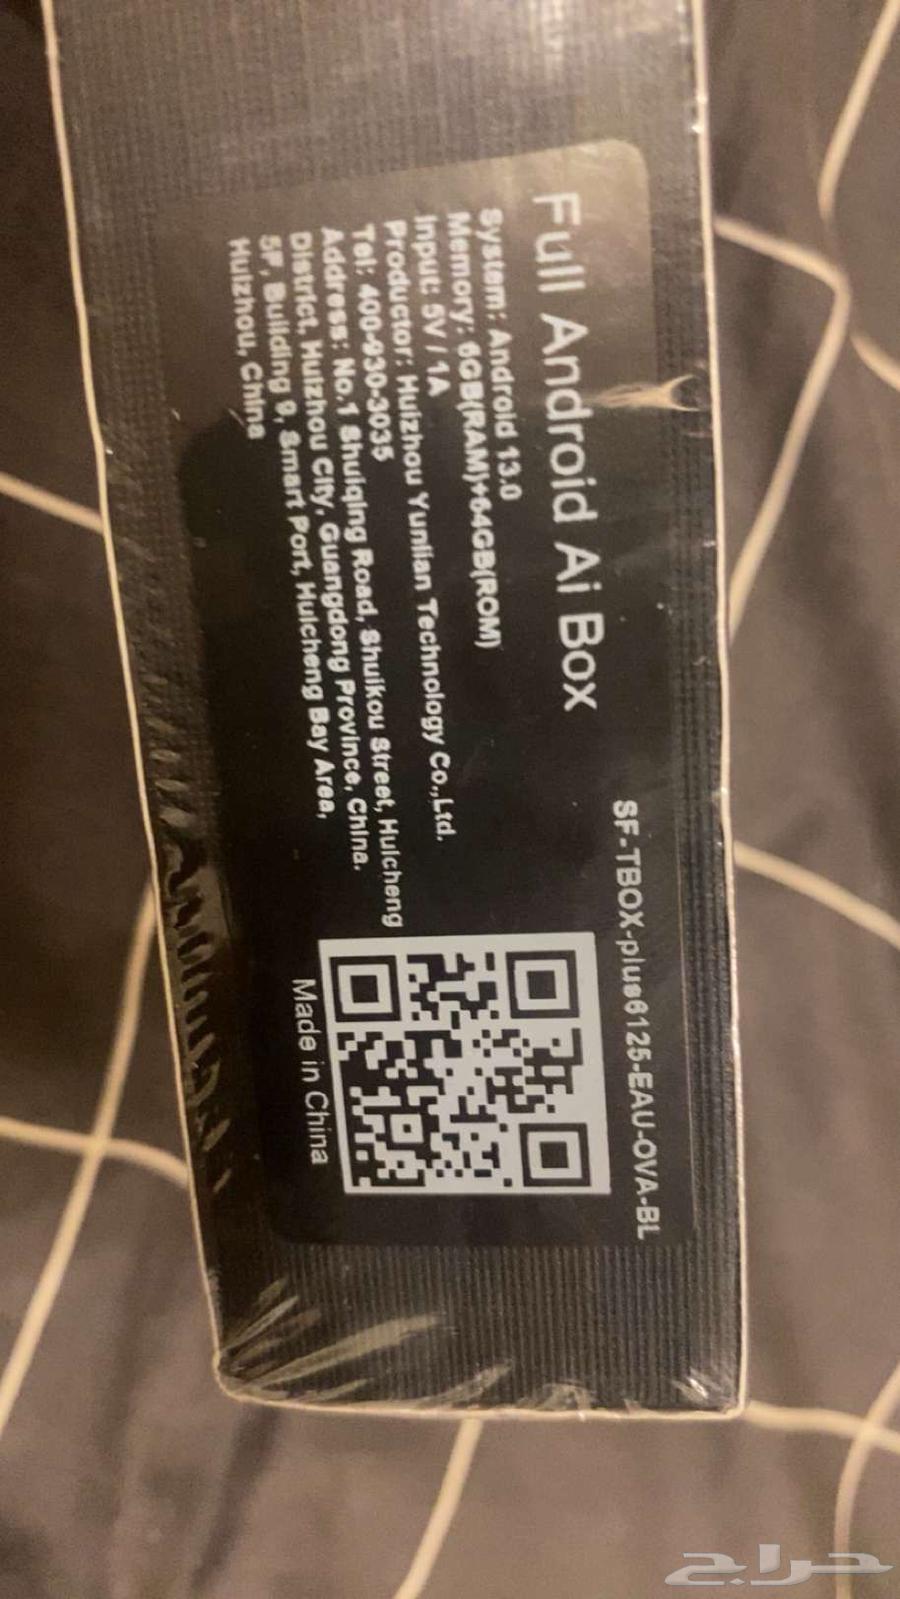 Full Android Ai Box
SF-TBOX-plus6125-EAU-OVA-BL
System: Android 13.0
Memory: 6GB(RAM)+64GB(ROM)
Input: 5V / 1A
Productor: Huizhou Yunlian Technology Co.,Ltd.
Tel: 400-930-3035
Address: No.1 Shuiqing Road, Shuikou Street, Huicheng
District, Huizhou City, Guangdong Province, China.
5F, Building 9, Smart Port, Huicheng Bay Area,
Huizhou, China
Made in China
حراج